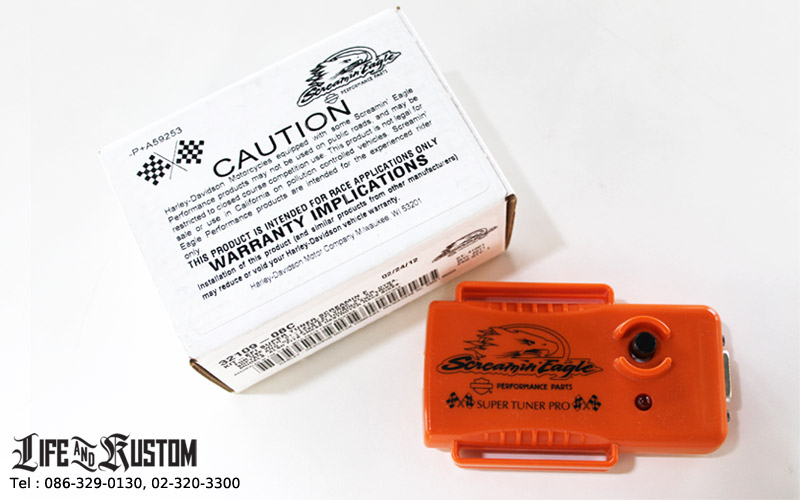 Screamin' Eagle
PERFORMANCE PARTS
-P+A59253
CAUTION
Harley-Davidson Motorcycles equipped with some Screamin' Eagle
Performance products may not be used on public roads, and may be
restricted to closed course competition use. This product is not legal for
sale or use in California on pollution controlled vehicles. Screamin'
Eagle Performance products are intended for the experienced rider
only.
THIS PRODUCT IS INTENDED FOR RACE APPLICATIONS ONLY
WARRANTY IMPLICATIONS
Installation of this product (and similar products from other manufacturers)
may reduce or void your Harley-Davidson vehicle warranty.
Harley-Davidson Motor Company Milwaukee, WI 53201
32109 08C
02/24/12
Screamin' Eagle
PERFORMANCE PARTS
SUPER TUNER PRO
LIFE AND KUSTOM
Tel : 086-329-0130, 02-320-3300